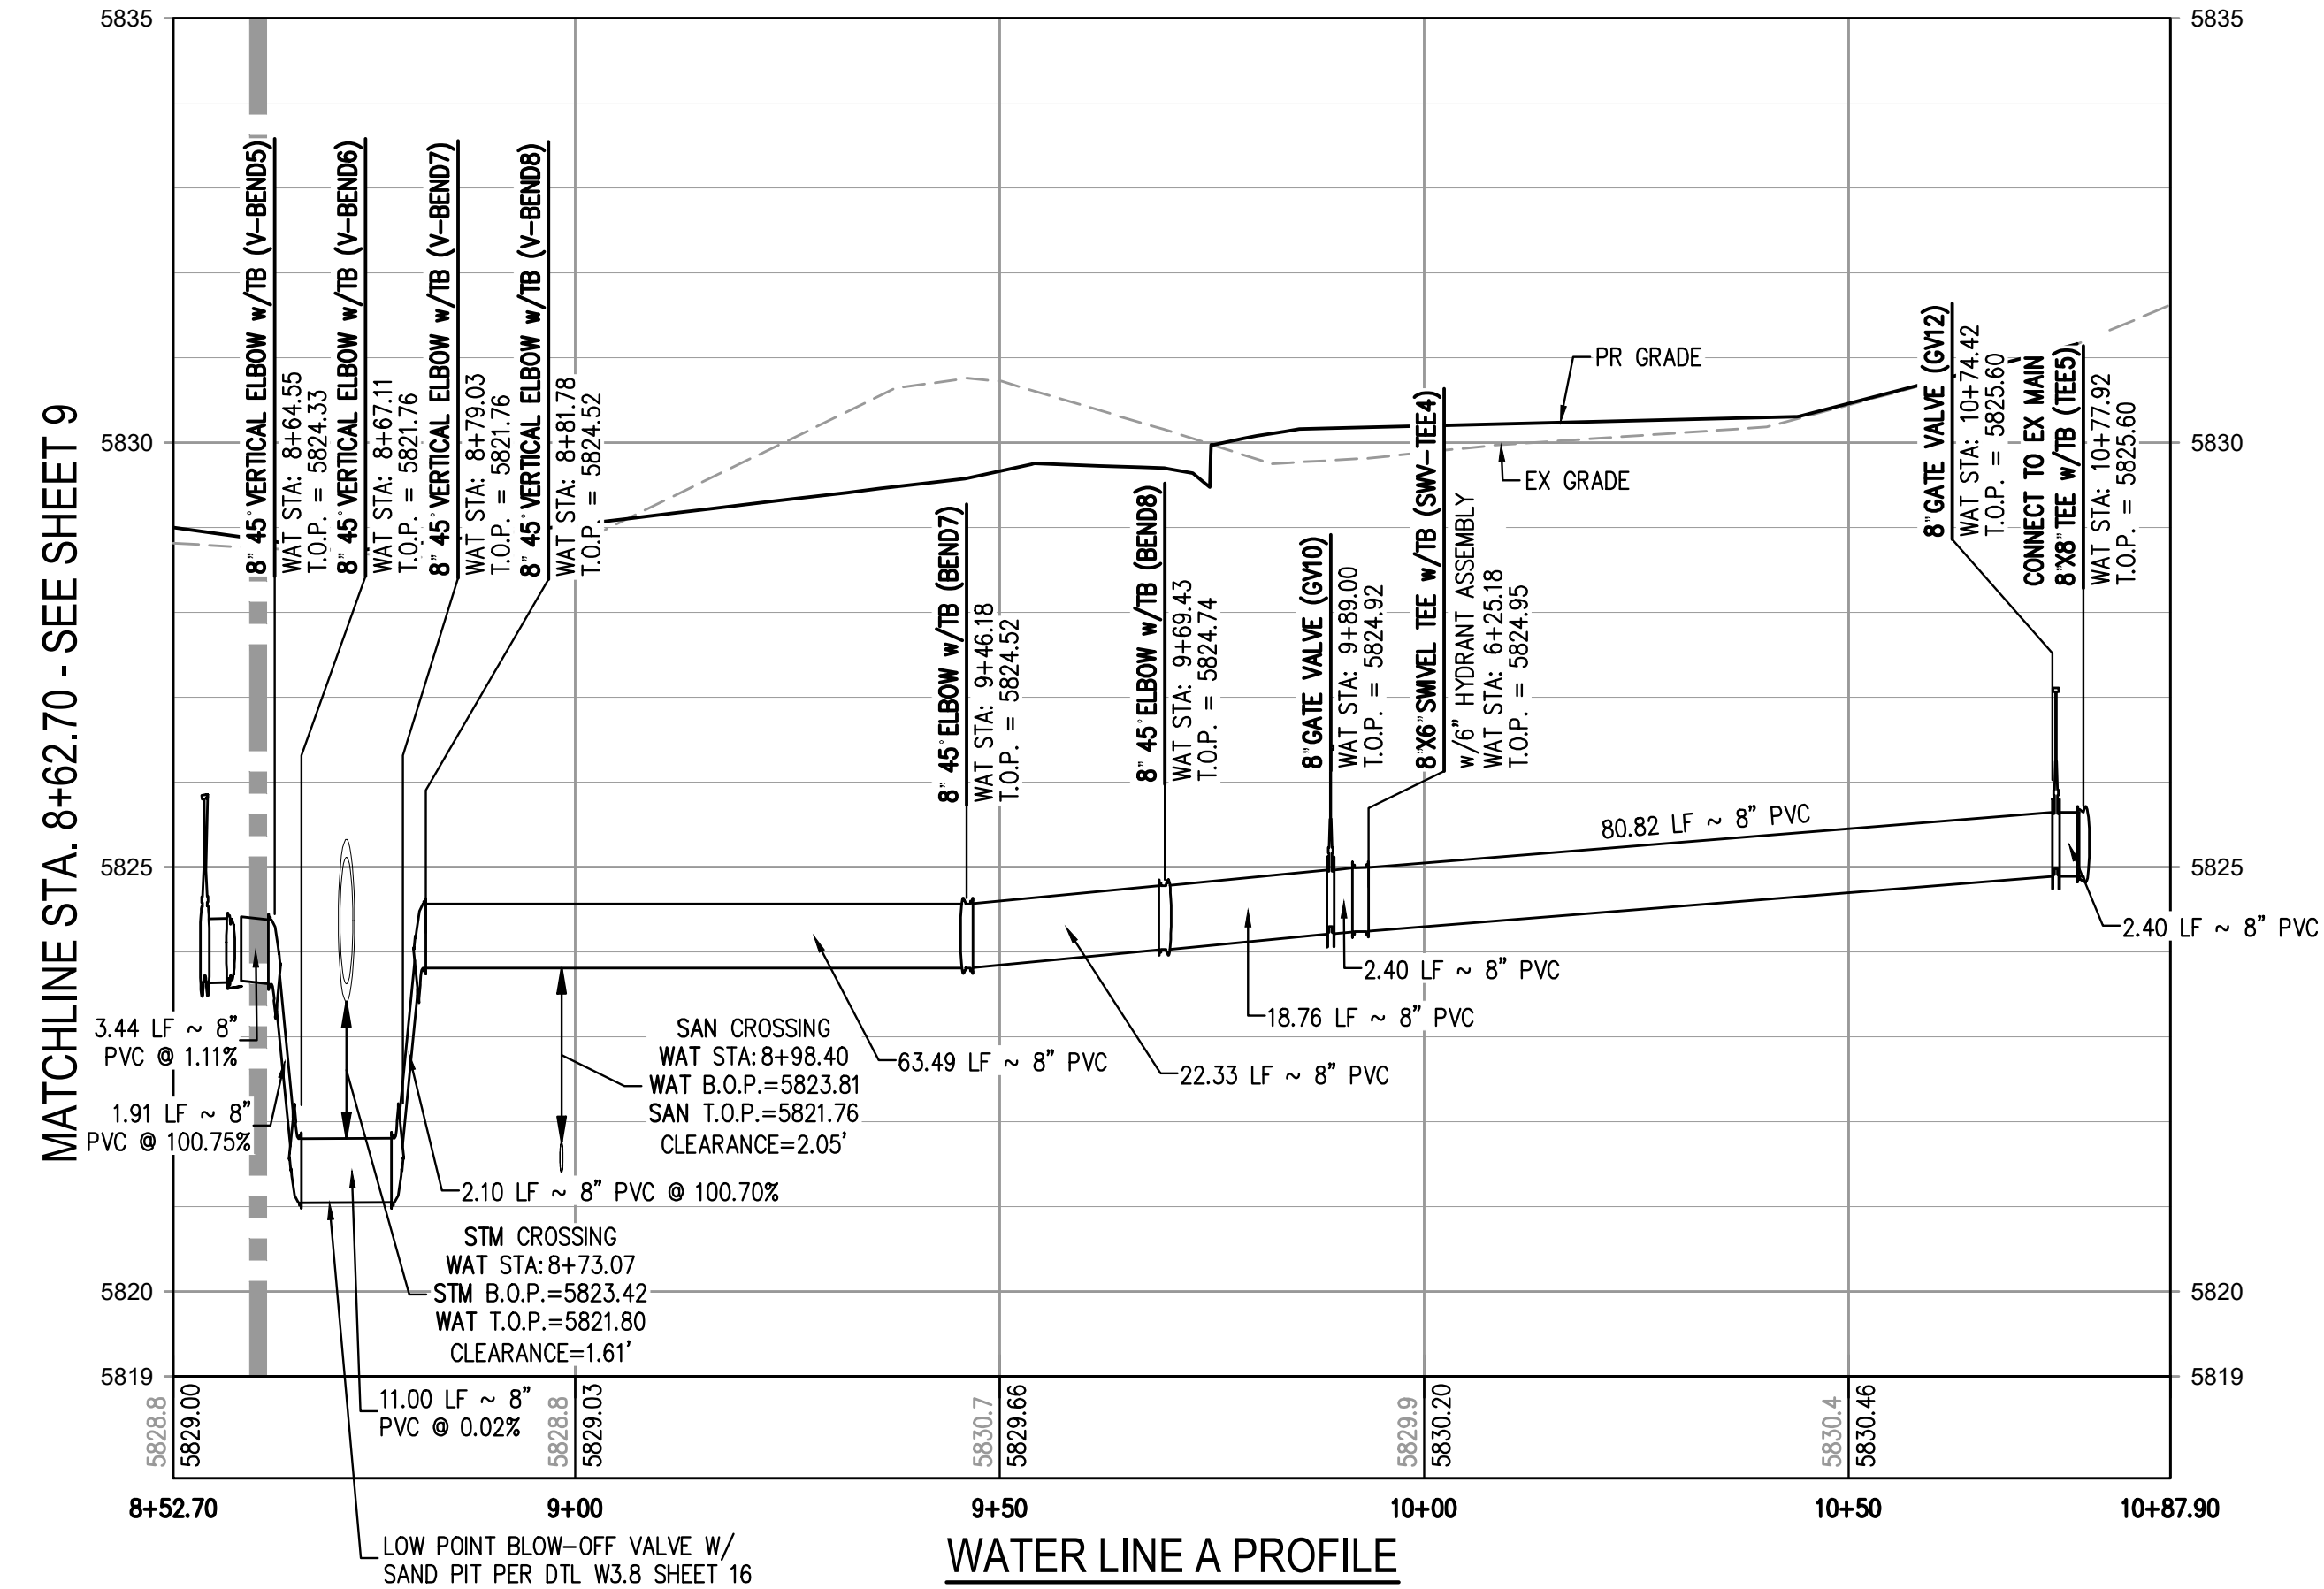 5835
5835
5830
5830
5825
5825
5820
5820
5819
5819
MATCHLINE STA. 8+62.70 - SEE SHEET 9
8" 45° VERTICAL ELBOW w/TB (V-BEND5)
WAT STA: 8+64.55
T.O.P. = 5824.33
8" 45° VERTICAL ELBOW w/TB (V-BEND6)
WAT STA: 8+67.11
T.O.P. = 5821.76
8" 45° VERTICAL ELBOW w/TB (V-BEND7)
WAT STA: 8+79.03
T.O.P. = 5821.76
8" 45° VERTICAL ELBOW w/TB (V-BEND8)
WAT STA: 8+81.78
T.O.P. = 5824.52
8" 45° ELBOW w/TB (BEND7)
WAT STA: 9+46.18
T.O.P. = 5824.52
8" 45° ELBOW w/TB (BEND8)
WAT STA: 9+69.43
T.O.P. = 5824.74
8" GATE VALVE (GV10)
WAT STA: 9+89.00
T.O.P. = 5824.92
8"X6" SWIVEL TEE w/TB (SWV-TEE4)
w/6" HYDRANT ASSEMBLY
WAT STA: 6+25.18
T.O.P. = 5824.95
8" GATE VALVE (GV12)
WAT STA: 10+74.42
T.O.P. = 5825.60
CONNECT TO EX MAIN
8"X8" TEE w/TB (TEE5)
WAT STA: 10+77.92
T.O.P. = 5825.60
PR GRADE
EX GRADE
80.82 LF ~ 8" PVC
2.40 LF ~ 8" PVC
2.40 LF ~ 8" PVC
18.76 LF ~ 8" PVC
22.33 LF ~ 8" PVC
63.49 LF ~ 8" PVC
3.44 LF ~ 8"
PVC @ 1.11%
1.91 LF ~ 8"
PVC @ 100.75%
SAN CROSSING
WAT STA: 8+98.40
WAT B.O.P.=5823.81
SAN T.O.P.=5821.76
CLEARANCE=2.05'
2.10 LF ~ 8" PVC @ 100.70%
STM CROSSING
WAT STA: 8+73.07
STM B.O.P.=5823.42
WAT T.O.P.=5821.80
CLEARANCE=1.61'
11.00 LF ~ 8"
PVC @ 0.02%
5828.8
5829.00
5828.8
5829.03
5830.7
5829.66
5829.9
5830.20
5830.4
5830.46
8+52.70
9+00
9+50
10+00
10+50
10+87.90
LOW POINT BLOW-OFF VALVE W/
SAND PIT PER DTL W3.8 SHEET 16
WATER LINE A PROFILE